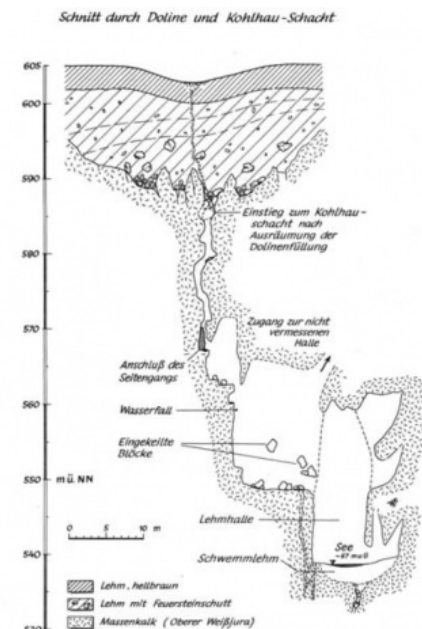 Schnitt durch Doline und Kohlhau-Schacht
605
600
590
Einstieg zum Kohlhau-
schacht nach
Ausräumung der
Dolinenfüllung
580
Zugang zur nicht
vermessenen
Halle
570
Anschluß des
Seitengangs
560
Wasserfall
Eingekeilte
Blöcke
550
m ü. NN
Lehmhalle
0 5 10 m
540
See
Schwemmlehm
Lehm, hellbraun
Lehm mit Feuersteinschutt
530
Massenkalk (Oberer Weißjura)